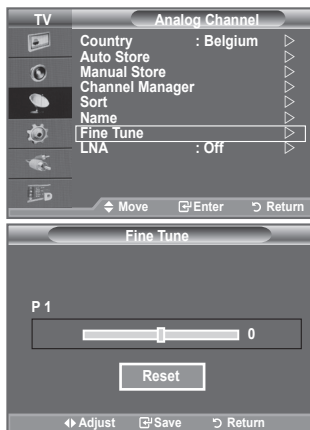 TV Analog Channel
Country : Belgium
Auto Store
Manual Store
Channel Manager
Sort
Name
Fine Tune
LNA : Off
Move Enter Return
Fine Tune
P 1
0
Reset
Adjust Save Return